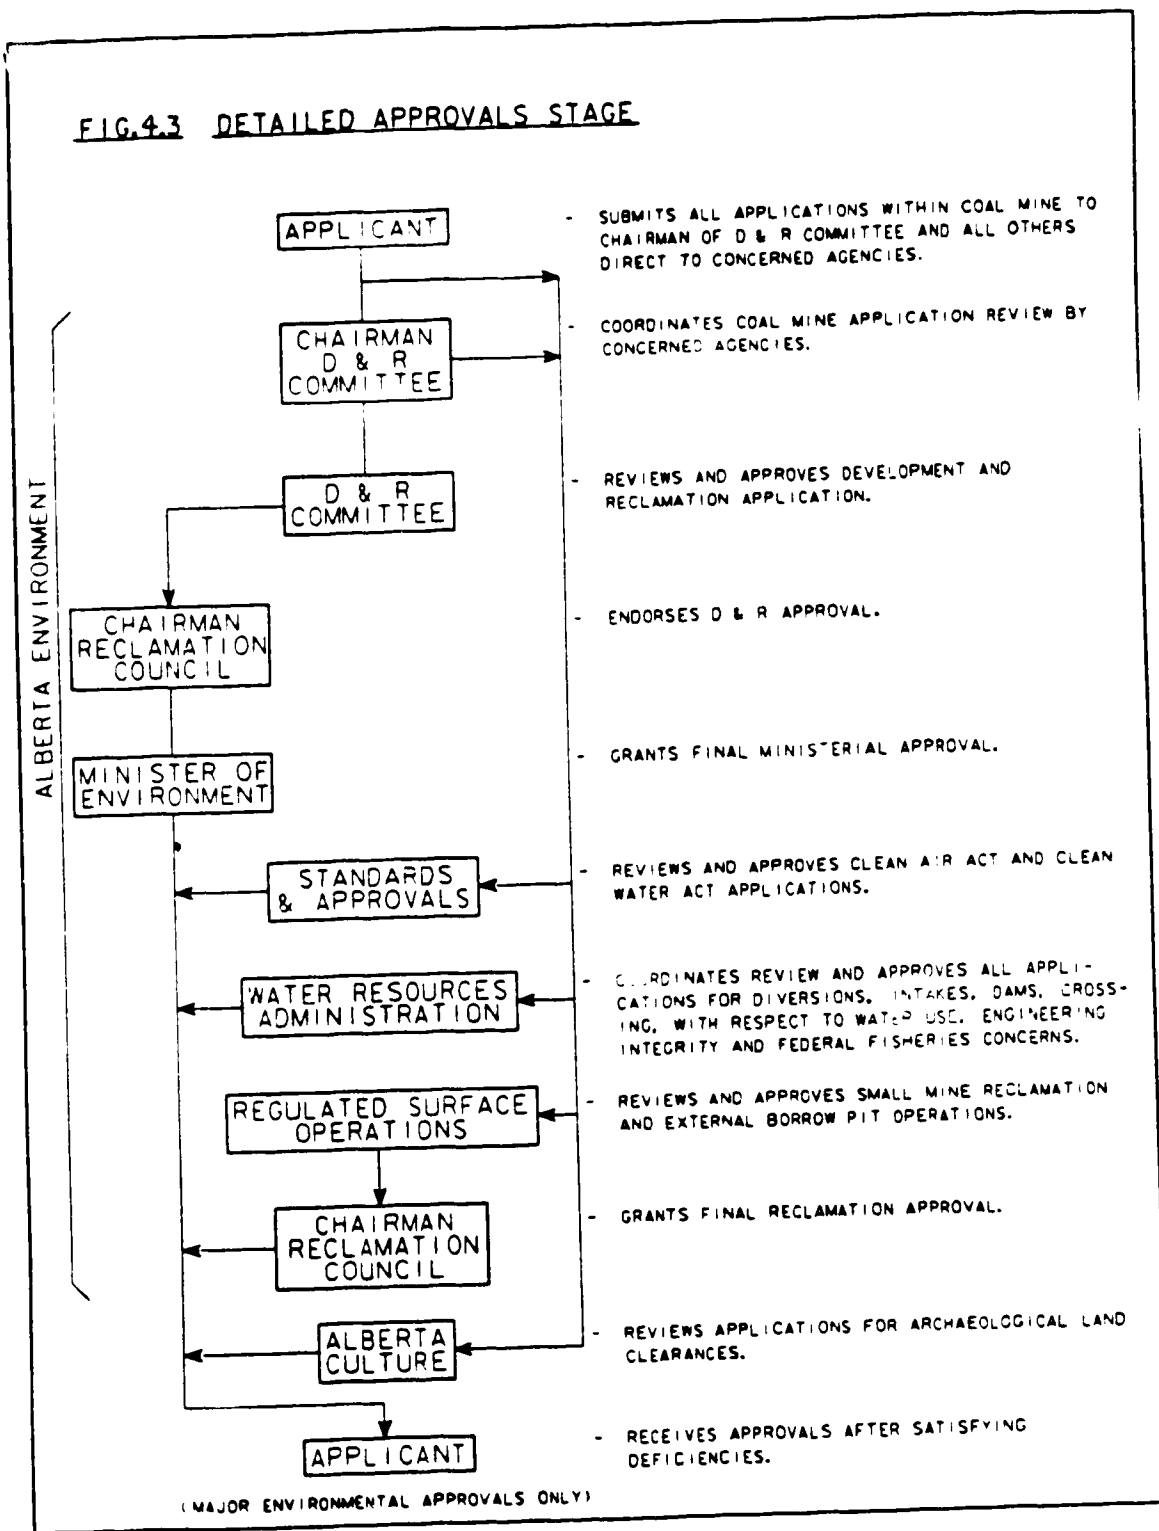 FIG.4.3 DETAILED APPROVALS STAGE
APPLICANT
- SUBMITS ALL APPLICATIONS WITHIN COAL MINE TO
CHAIRMAN OF D & R COMMITTEE AND ALL OTHERS
DIRECT TO CONCERNED AGENCIES.
CHAIRMAN
D & R
COMMITTEE
- COORDINATES COAL MINE APPLICATION REVIEW BY
CONCERNED AGENCIES.
D & R
COMMITTEE
- REVIEWS AND APPROVES DEVELOPMENT AND
RECLAMATION APPLICATION.
ALBERTA ENVIRONMENT
CHAIRMAN
RECLAMATION
COUNCIL
- ENDORSES D & R APPROVAL.
MINISTER OF
ENVIRONMENT
- GRANTS FINAL MINISTERIAL APPROVAL.
STANDARDS
& APPROVALS
- REVIEWS AND APPROVES CLEAN AIR ACT AND CLEAN
WATER ACT APPLICATIONS.
WATER RESOURCES
ADMINISTRATION
- COORDINATES REVIEW AND APPROVES ALL APPLI-
CATIONS FOR DIVERSIONS, INTAKES, DAMS, CROSS-
ING, WITH RESPECT TO WATER USE, ENGINEERING
INTEGRITY AND FEDERAL FISHERIES CONCERNS.
REGULATED SURFACE
OPERATIONS
- REVIEWS AND APPROVES SMALL MINE RECLAMATION
AND EXTERNAL BORROW PIT OPERATIONS.
CHAIRMAN
RECLAMATION
COUNCIL
- GRANTS FINAL RECLAMATION APPROVAL.
ALBERTA
CULTURE
- REVIEWS APPLICATIONS FOR ARCHAEOLOGICAL LAND
CLEARANCES.
APPLICANT
- RECEIVES APPROVALS AFTER SATISFYING
DEFICIENCIES.
(MAJOR ENVIRONMENTAL APPROVALS ONLY)